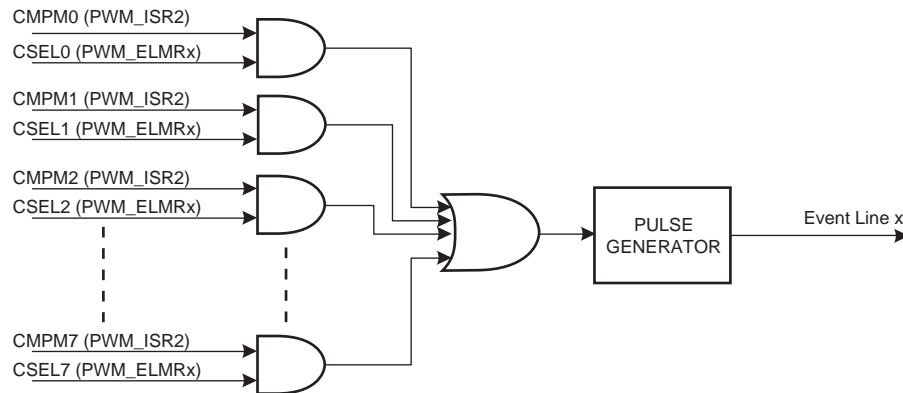 CMPM0 (PWM_ISR2)
CSEL0 (PWM_ELMRx)
CMPM1 (PWM_ISR2)
CSEL1 (PWM_ELMRx)
CMPM2 (PWM_ISR2)
CSEL2 (PWM_ELMRx)
CMPM7 (PWM_ISR2)
CSEL7 (PWM_ELMRx)
PULSE
GENERATOR
Event Line x